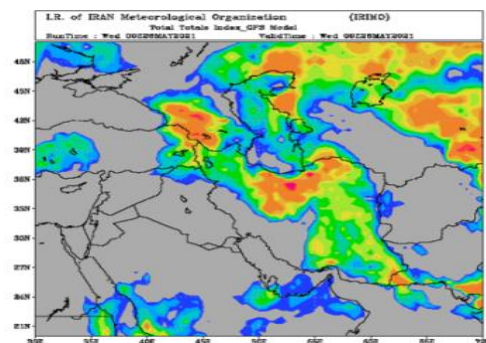 I.R. of IRAN Meteorological Organization (IRIMO)
Total Totals Index_GFS Model
RunTime : Wed 00Z26MAY2021 ValidTime : Wed 00Z26MAY2021
48N
45N
42N
39N
36N
33N
30N
27N
24N
21N